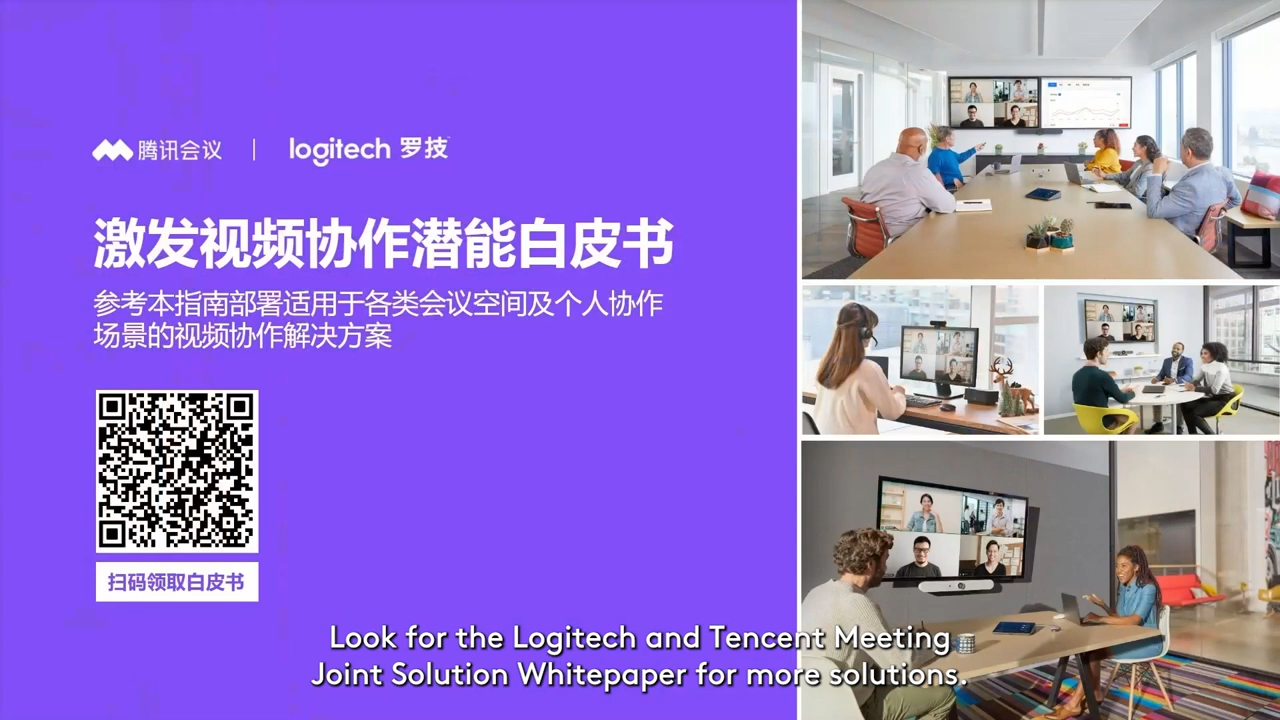 腾讯会议
logitech 罗技
激发视频协作潜能白皮书
参考本指南部署适用于各类会议空间及个人协作
场景的视频协作解决方案
扫码领取白皮书
Look for the Logitech and Tencent Meeting
Joint Solution Whitepaper for more solutions.